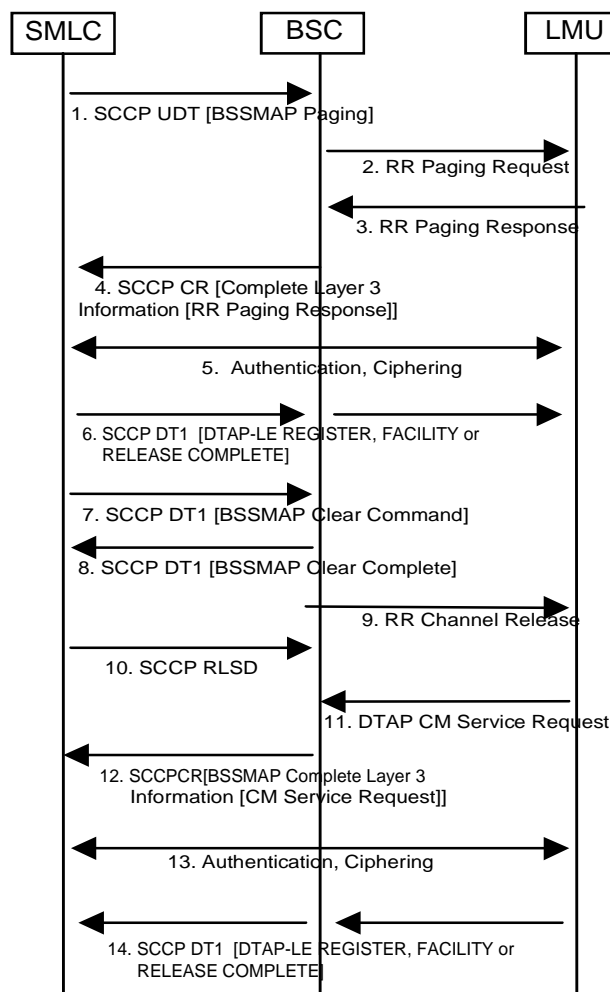 SMLC
BSC
LMU
1. SCCP UDT [BSSMAP Paging]
2. RR Paging Request
3. RR Paging Response
4. SCCP CR [Complete Layer 3
Information [RR Paging Response]]
5. Authentication, Ciphering
6. SCCP DT1 [DTAP-LE REGISTER, FACILITY or
RELEASE COMPLETE]
7. SCCP DT1 [BSSMAP Clear Command]
8. SCCP DT1 [BSSMAP Clear Complete]
9. RR Channel Release
10. SCCP RLSD
11. DTAP CM Service Request
12. SCCPCR[BSSMAP Complete Layer 3
Information [CM Service Request]]
13. Authentication, Ciphering
14. SCCP DT1 [DTAP-LE REGISTER, FACILITY or
RELEASE COMPLETE]